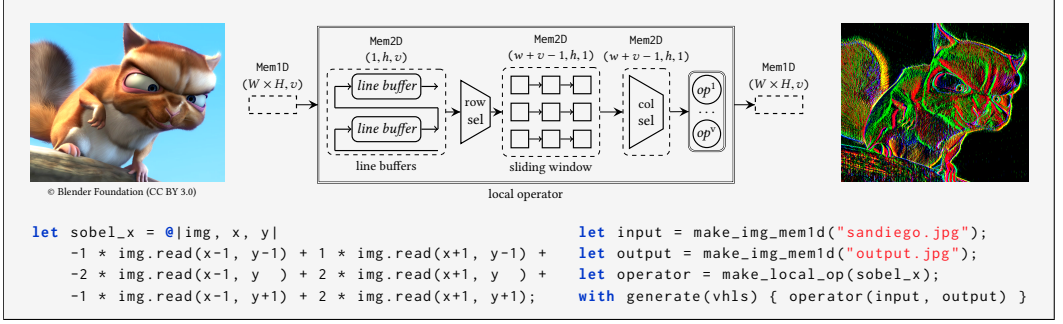 Mem1D
(W × H, v)
Mem2D
(1, h, v)
line buffer
line buffer
line buffers
row
sel
Mem2D
(w + v − 1, h, 1)
sliding window
Mem2D
(w + v − 1, h, 1)
col
sel
op¹
...
opᵛ
Mem1D
(W × H, v)
local operator
© Blender Foundation (CC BY 3.0)
let sobel_x = @|img, x, y|
-1 * img.read(x-1, y-1) + 1 * img.read(x+1, y-1) +
-2 * img.read(x-1, y  ) + 2 * img.read(x+1, y  ) +
-1 * img.read(x-1, y+1) + 2 * img.read(x+1, y+1);
let input = make_img_mem1d("sandiego.jpg");
let output = make_img_mem1d("output.jpg");
let operator = make_local_op(sobel_x);
with generate(vhls) { operator(input, output) }